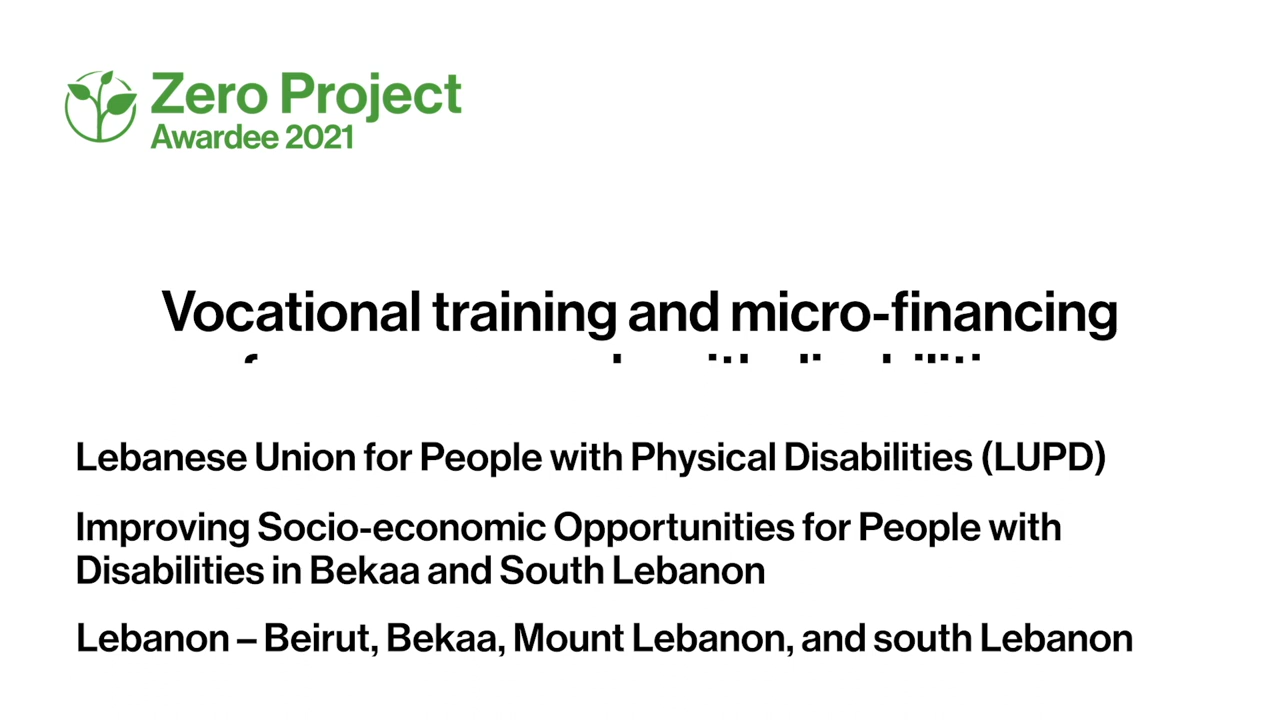 Zero Project
Awardee 2021
Vocational training and micro-financing
Lebanese Union for People with Physical Disabilities (LUPD)
Improving Socio-economic Opportunities for People with
Disabilities in Bekaa and South Lebanon
Lebanon – Beirut, Bekaa, Mount Lebanon, and south Lebanon